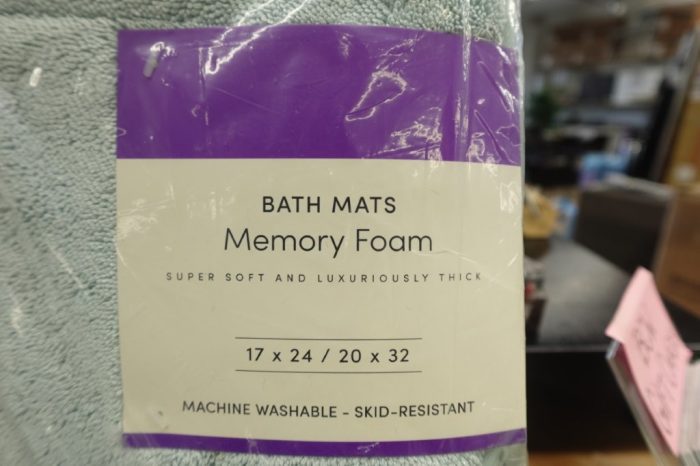 BATH MATS
Memory Foam
SUPER SOFT AND LUXURIOUSLY THICK
17 x 24 / 20 x 32
MACHINE WASHABLE - SKID-RESISTANT